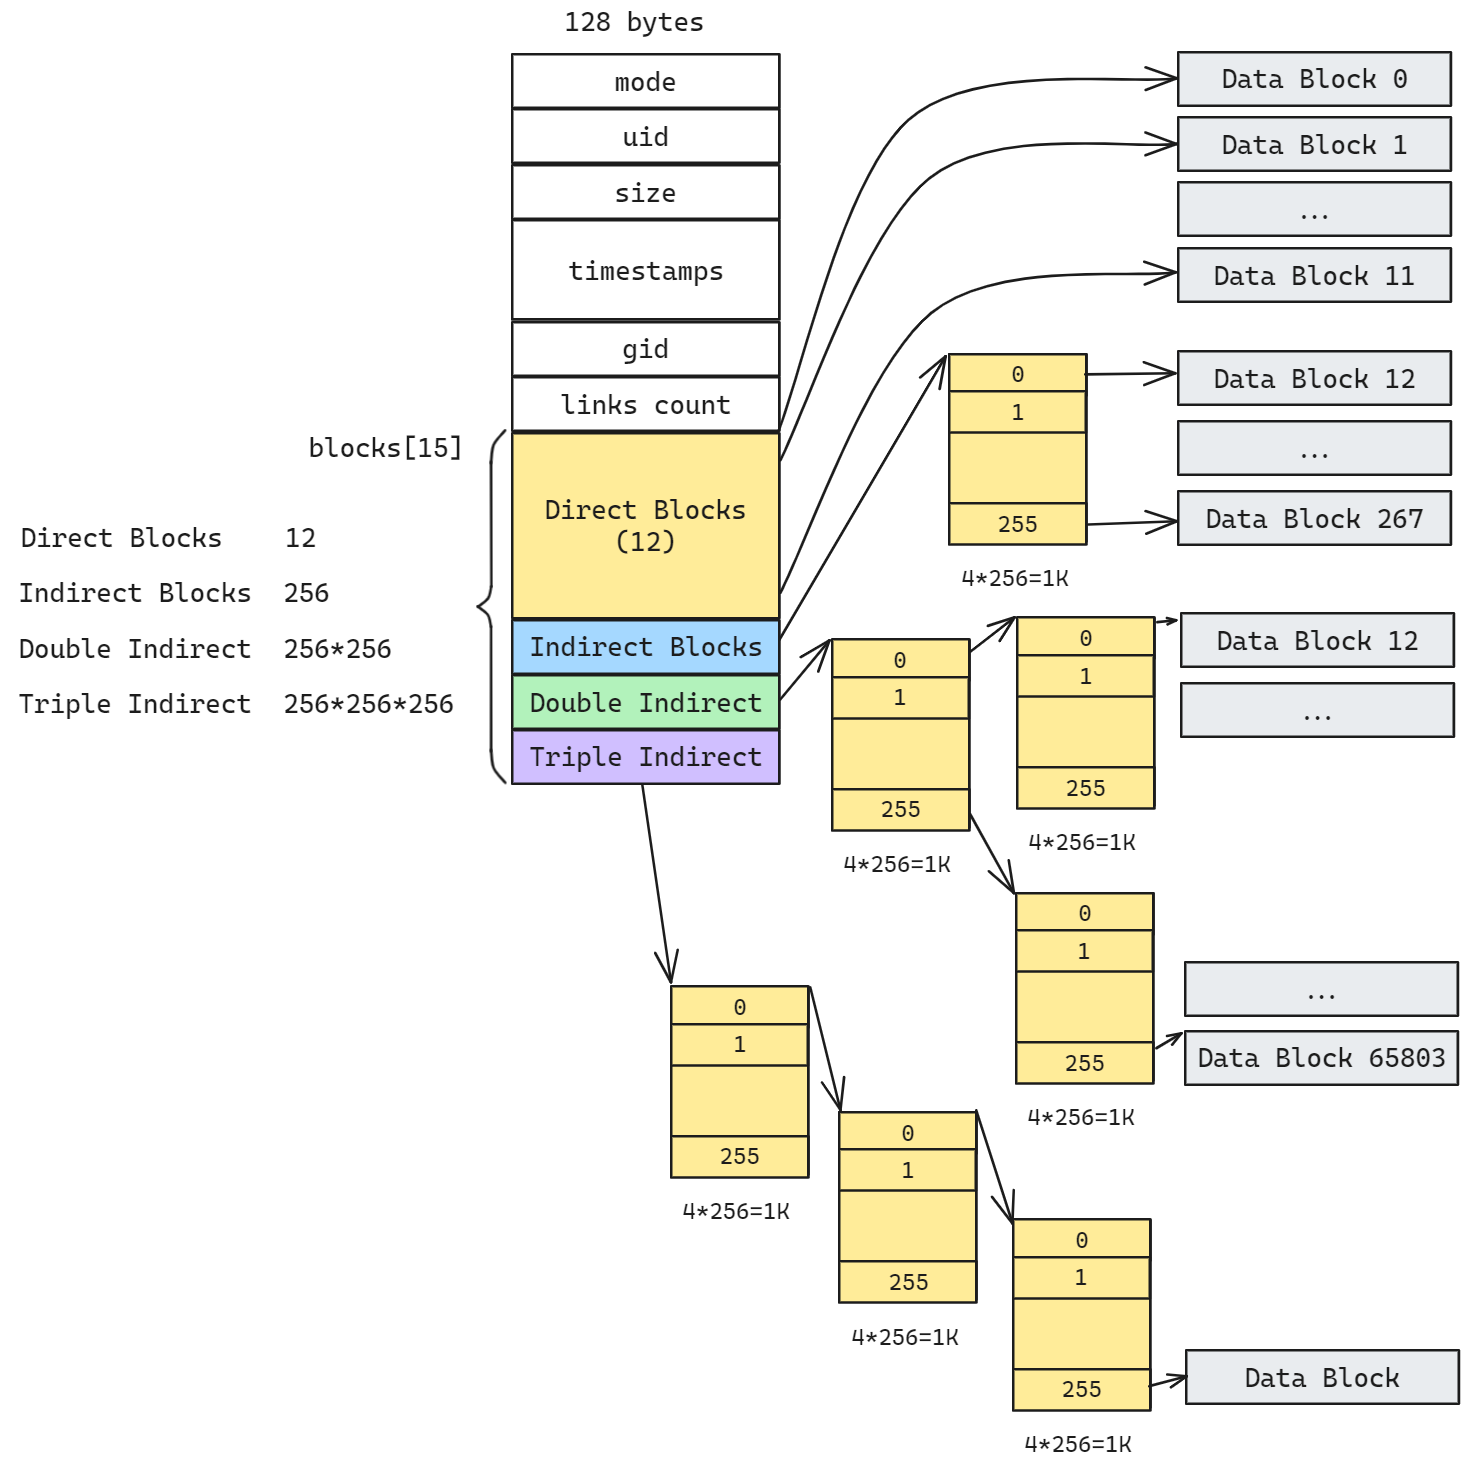 128 bytes
mode
uid
size
timestamps
gid
links count
blocks[15]
Direct Blocks
(12)
Indirect Blocks
Double Indirect
Triple Indirect
Direct Blocks 12
Indirect Blocks 256
Double Indirect 256*256
Triple Indirect 256*256*256
Data Block 0
Data Block 1
...
Data Block 11
0
1
255
4*256=1K
Data Block 12
...
Data Block 267
0
1
255
4*256=1K
0
1
255
4*256=1K
Data Block 12
...
0
1
255
4*256=1K
...
Data Block 65803
0
1
255
4*256=1K
0
1
255
4*256=1K
0
1
255
4*256=1K
Data Block